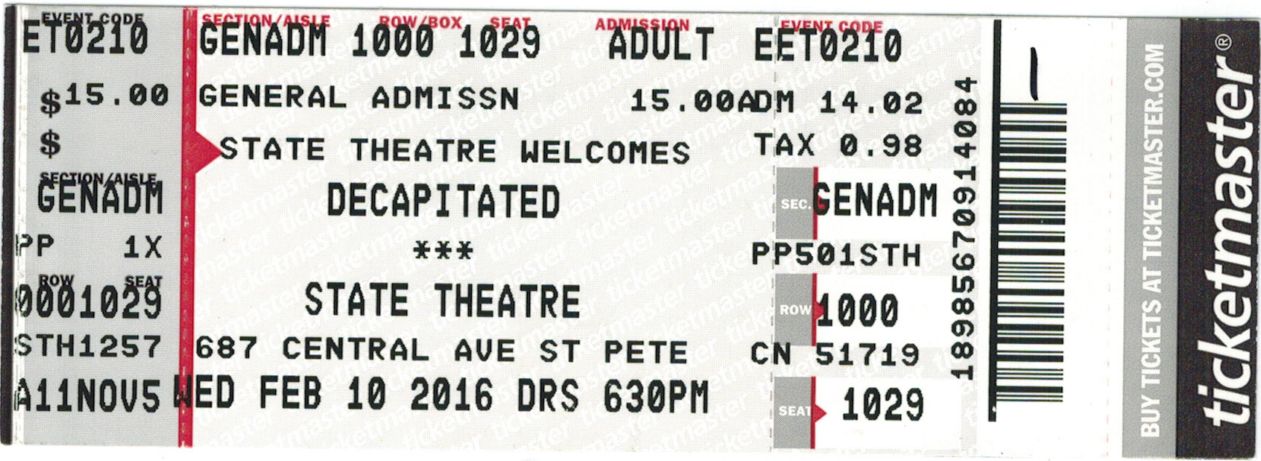 EVENT CODE
ET0210
$15.00
$
SECTION/AISLE
GENADM
PP 1X
ROW SEAT
0001029
STH1257
A11NOV5
SECTION/AISLE ROW/BOX SEAT ADMISSION EVENT CODE
GENADM 1000 1029 ADULT EET0210
GENERAL ADMISSN 15.00ADM 14.02
STATE THEATRE WELCOMES TAX 0.98
DECAPITATED
***
STATE THEATRE
687 CENTRAL AVE ST PETE
WED FEB 10 2016 DRS 630PM
SEC. GENADM
PP501STH
ROW 1000
CN 51719
SEAT 1029
18985670914084
BUY TICKETS AT TICKETMASTER.COM
ticketmaster®